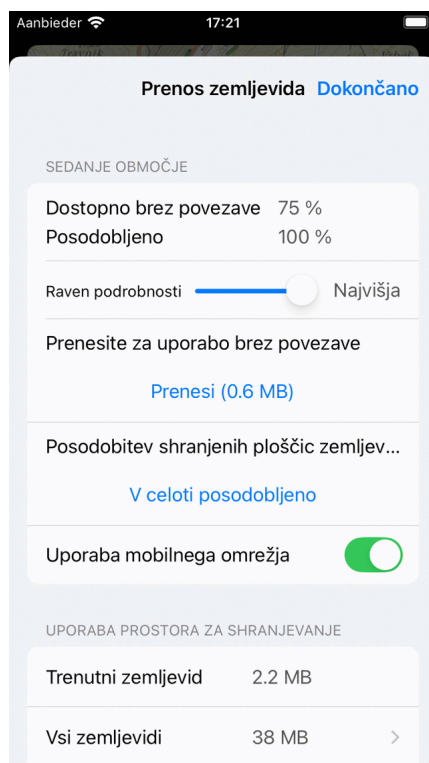 Aanbieder 17:21
Travnik
Prenos zemljevida Dokončano
SEDANJE OBMOČJE
Dostopno brez povezave 75 %
Posodobljeno 100 %
Raven podrobnosti Najvišja
Prenesite za uporabo brez povezave
Prenesi (0.6 MB)
Posodobitev shranjenih ploščic zemljev...
V celoti posodobljeno
Uporaba mobilnega omrežja
UPORABA PROSTORA ZA SHRANJEVANJE
Trenutni zemljevid 2.2 MB
Vsi zemljevidi 38 MB